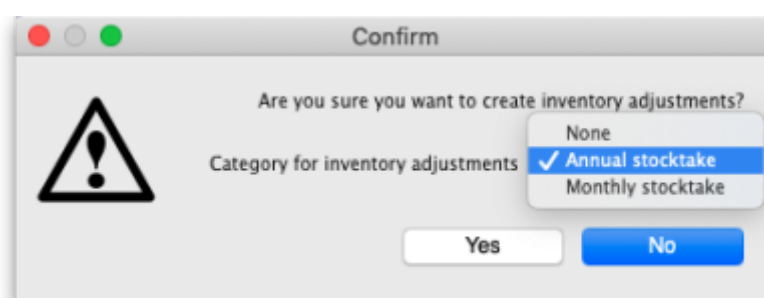 Confirm
Are you sure you want to create inventory adjustments?
None
Category for inventory adjustments ✓ Annual stocktake
Monthly stocktake
Yes No